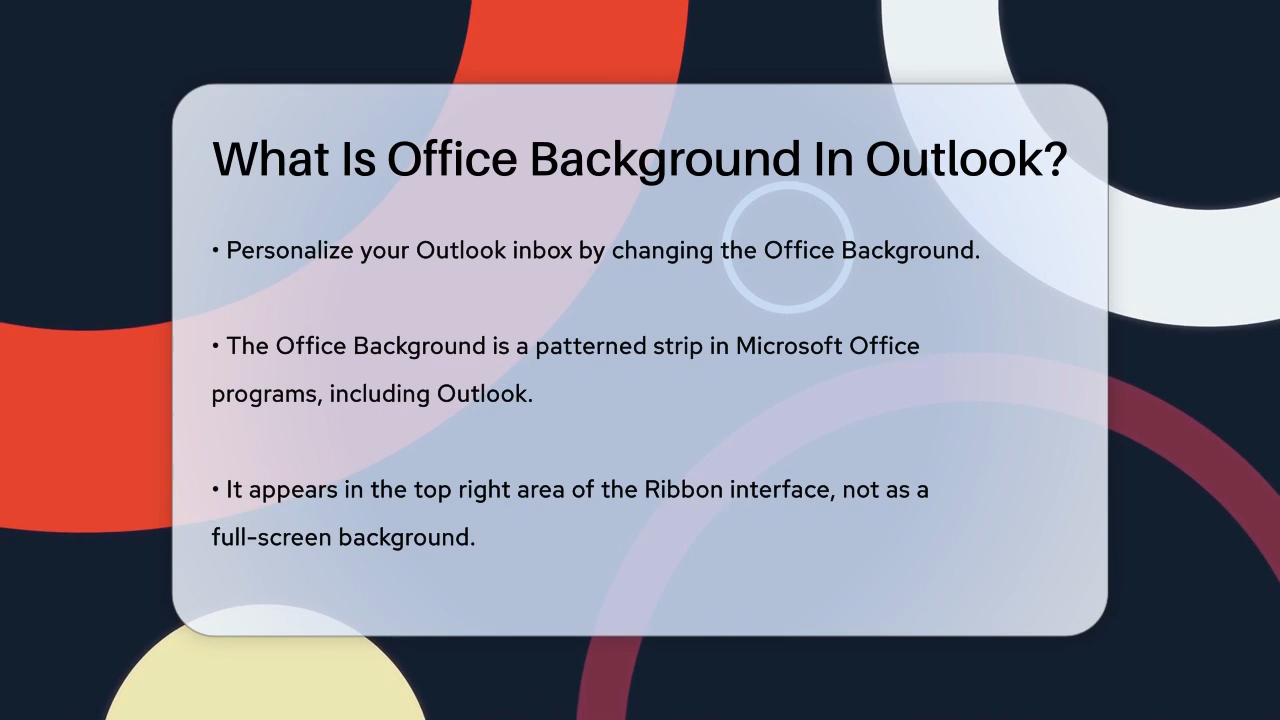 What Is Office Background In Outlook?
• Personalize your Outlook inbox by changing the Office Background.
• The Office Background is a patterned strip in Microsoft Office
programs, including Outlook.
• It appears in the top right area of the Ribbon interface, not as a
full-screen background.